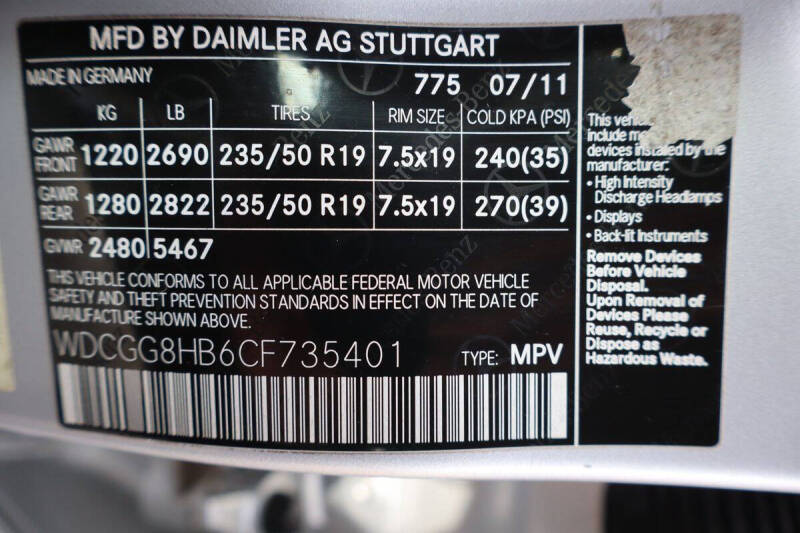 MFD BY DAIMLER AG STUTTGART
MADE IN GERMANY 775 07/11
KG LB TIRES RIM SIZE COLD KPA (PSI)
GAWR FRONT 1220 2690 235/50 R19 7.5x19 240(35)
GAWR REAR 1280 2822 235/50 R19 7.5x19 270(39)
GVWR 2480 5467
THIS VEHICLE CONFORMS TO ALL APPLICABLE FEDERAL MOTOR VEHICLE
SAFETY AND THEFT PREVENTION STANDARDS IN EFFECT ON THE DATE OF
MANUFACTURE SHOWN ABOVE.
WDCGG8HB6CF735401 TYPE: MPV
This
include
devices installed by the
manufacturer:
• High Intensity
Discharge Headlamps
• Displays
• Back-lit Instruments
Remove Devices
Before Vehicle
Disposal.
Upon Removal of
Devices Please
Reuse, Recycle or
Dispose as
Hazardous Waste.